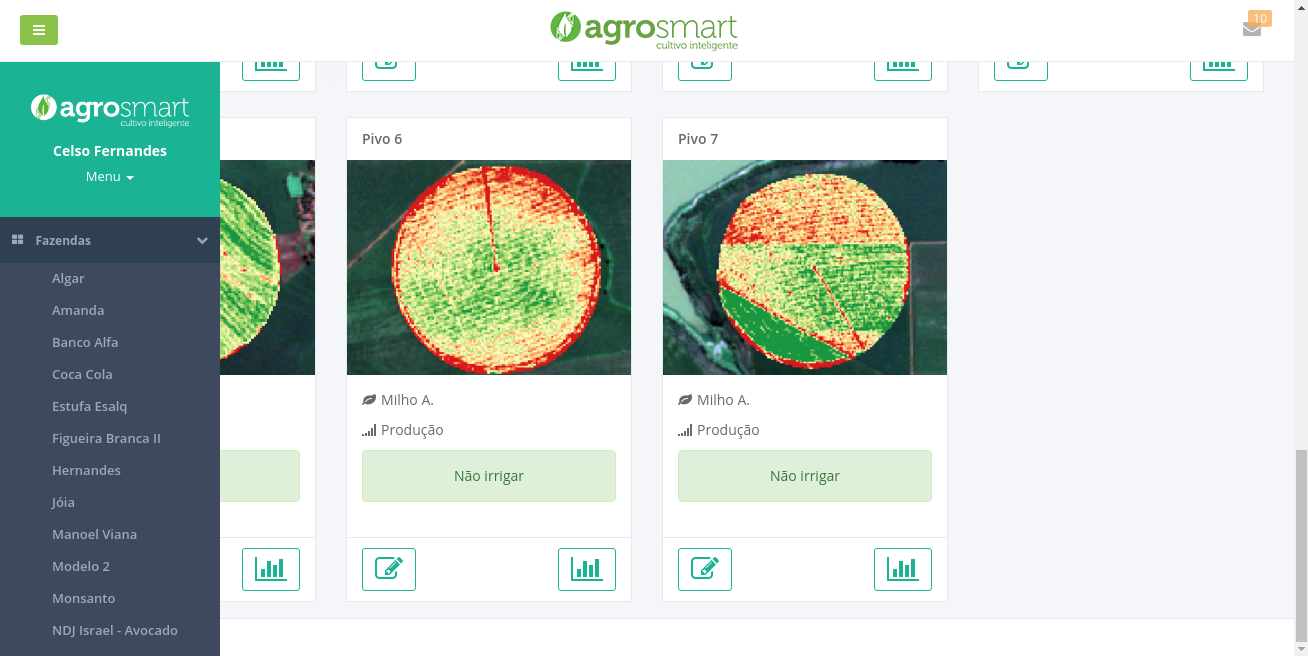 agrosmart
cultivo inteligente
10
agrosmart
cultivo inteligente
Celso Fernandes
Menu
Fazendas
Algar
Amanda
Banco Alfa
Coca Cola
Estufa Esalq
Figueira Branca II
Hernandes
Jóia
Manoel Viana
Modelo 2
Monsanto
NDJ Israel - Avocado
Pivo 6
Milho A.
Produção
Não irrigar
Pivo 7
Milho A.
Produção
Não irrigar